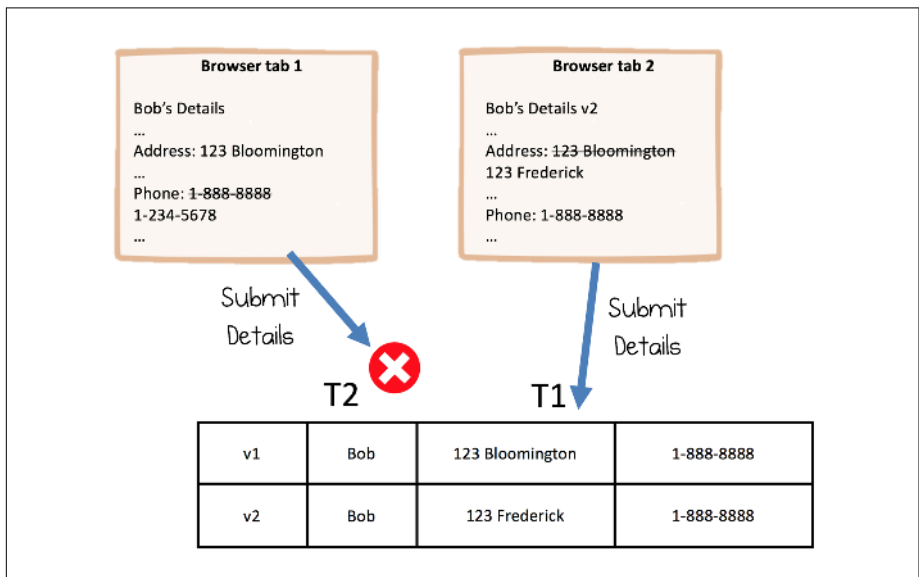 Browser tab 1
Bob's Details
...
Address: 123 Bloomington
...
Phone: 1-888-8888
1-234-5678
...
Browser tab 2
Bob's Details v2
...
Address: 123 Bloomington
123 Frederick
...
Phone: 1-888-8888
...
Submit
Details
Submit
Details
T2
T1
v1 Bob 123 Bloomington 1-888-8888
v2 Bob 123 Frederick 1-888-8888